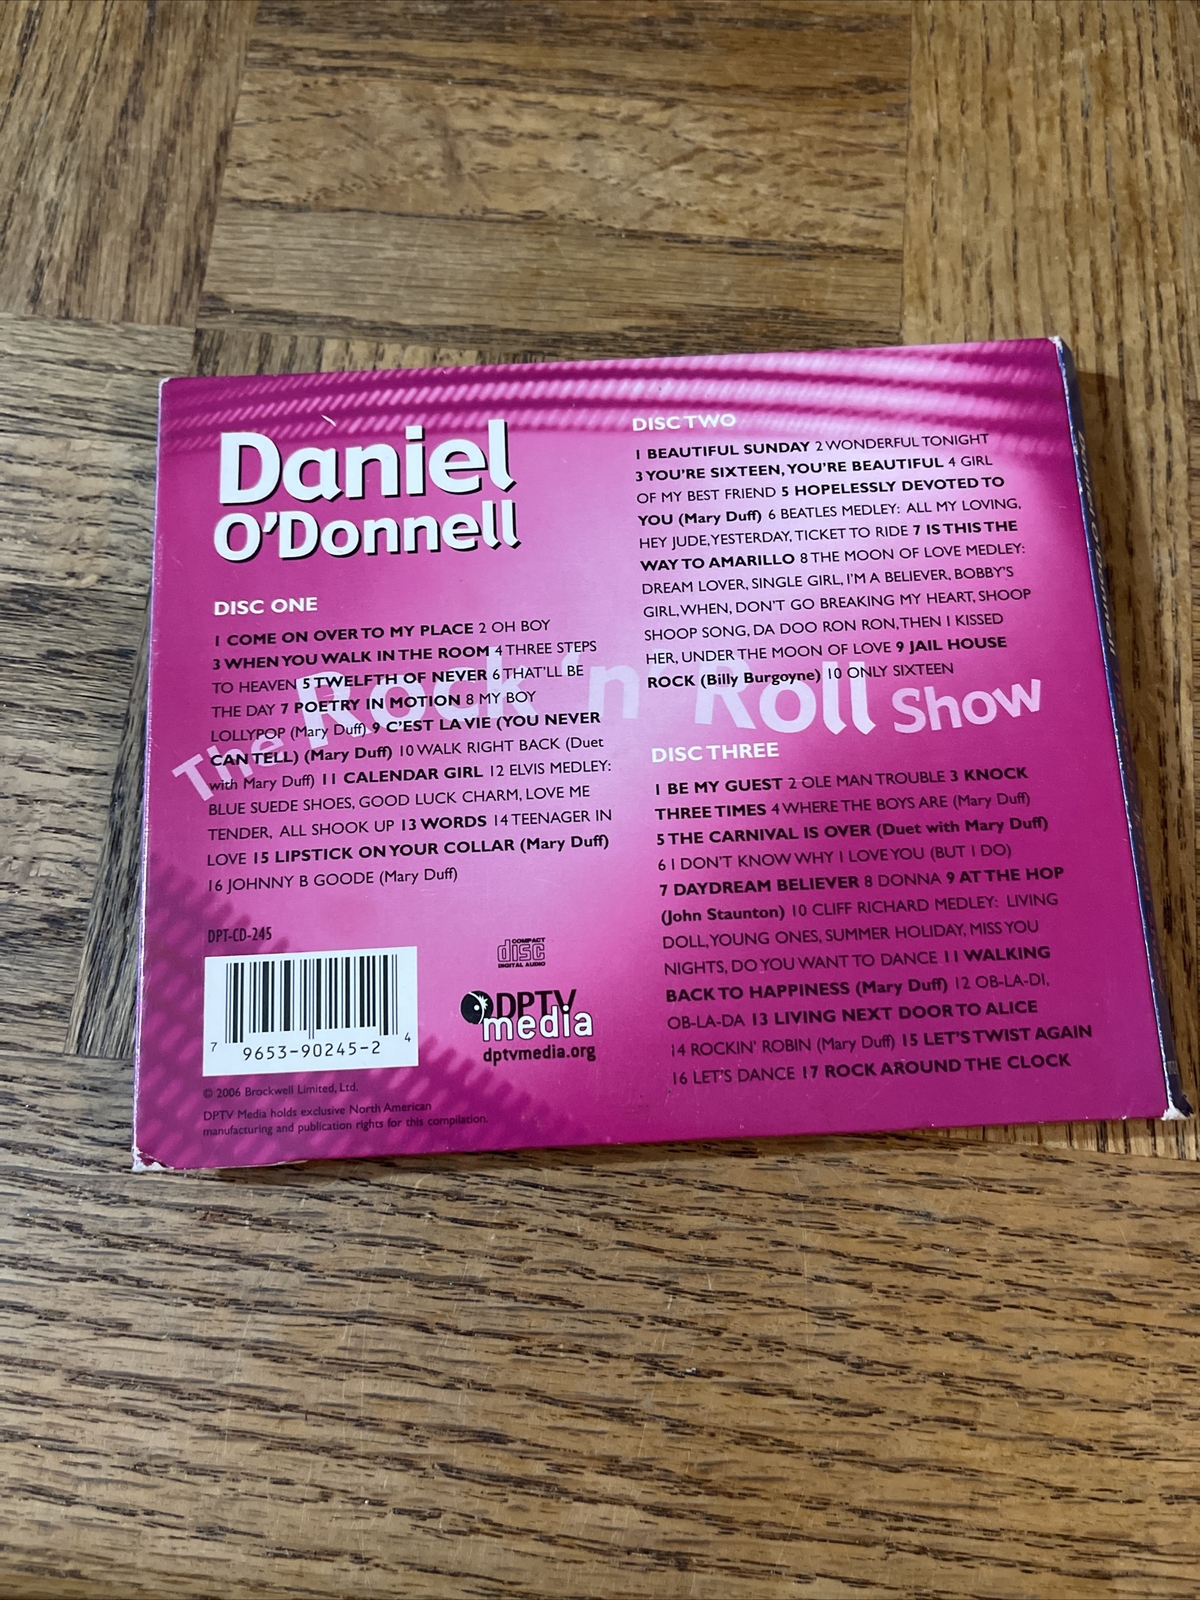 Daniel
O'Donnell
The Rock 'n' Roll Show
DISC ONE
1 COME ON OVER TO MY PLACE 2 OH BOY
3 WHEN YOU WALK IN THE ROOM 4 THREE STEPS
TO HEAVEN 5 TWELFTH OF NEVER 6 THAT'LL BE
THE DAY 7 POETRY IN MOTION 8 MY BOY
LOLLYPOP (Mary Duff) 9 C'EST LA VIE (YOU NEVER
CAN TELL) (Mary Duff) 10 WALK RIGHT BACK (Duet
with Mary Duff) 11 CALENDAR GIRL 12 ELVIS MEDLEY:
BLUE SUEDE SHOES, GOOD LUCK CHARM, LOVE ME
TENDER, ALL SHOOK UP 13 WORDS 14 TEENAGER IN
LOVE 15 LIPSTICK ON YOUR COLLAR (Mary Duff)
16 JOHNNY B GOODE (Mary Duff)
DPT-CD-245
7 9653-90245-2 4
COMPACT
disc
DIGITAL AUDIO
DPTV
media
dptvmedia.org
© 2006 Brockwell Limited, Ltd.
DPTV Media holds exclusive North American
manufacturing and publication rights for this compilation.
DISC TWO
1 BEAUTIFUL SUNDAY 2 WONDERFUL TONIGHT
3 YOU'RE SIXTEEN, YOU'RE BEAUTIFUL 4 GIRL
OF MY BEST FRIEND 5 HOPELESSLY DEVOTED TO
YOU (Mary Duff) 6 BEATLES MEDLEY: ALL MY LOVING,
HEY JUDE, YESTERDAY, TICKET TO RIDE 7 IS THIS THE
WAY TO AMARILLO 8 THE MOON OF LOVE MEDLEY:
DREAM LOVER, SINGLE GIRL, I'M A BELIEVER, BOBBY'S
GIRL, WHEN, DON'T GO BREAKING MY HEART, SHOOP
SHOOP SONG, DA DOO RON RON, THEN I KISSED
HER, UNDER THE MOON OF LOVE 9 JAIL HOUSE
ROCK (Billy Burgoyne) 10 ONLY SIXTEEN
DISC THREE
1 BE MY GUEST 2 OLE MAN TROUBLE 3 KNOCK
THREE TIMES 4 WHERE THE BOYS ARE (Mary Duff)
5 THE CARNIVAL IS OVER (Duet with Mary Duff)
6 I DON'T KNOW WHY I LOVE YOU (BUT I DO)
7 DAYDREAM BELIEVER 8 DONNA 9 AT THE HOP
(John Staunton) 10 CLIFF RICHARD MEDLEY: LIVING
DOLL, YOUNG ONES, SUMMER HOLIDAY, MISS YOU
NIGHTS, DO YOU WANT TO DANCE 11 WALKING
BACK TO HAPPINESS (Mary Duff) 12 OB-LA-DI,
OB-LA-DA 13 LIVING NEXT DOOR TO ALICE
14 ROCKIN' ROBIN (Mary Duff) 15 LET'S TWIST AGAIN
16 LET'S DANCE 17 ROCK AROUND THE CLOCK